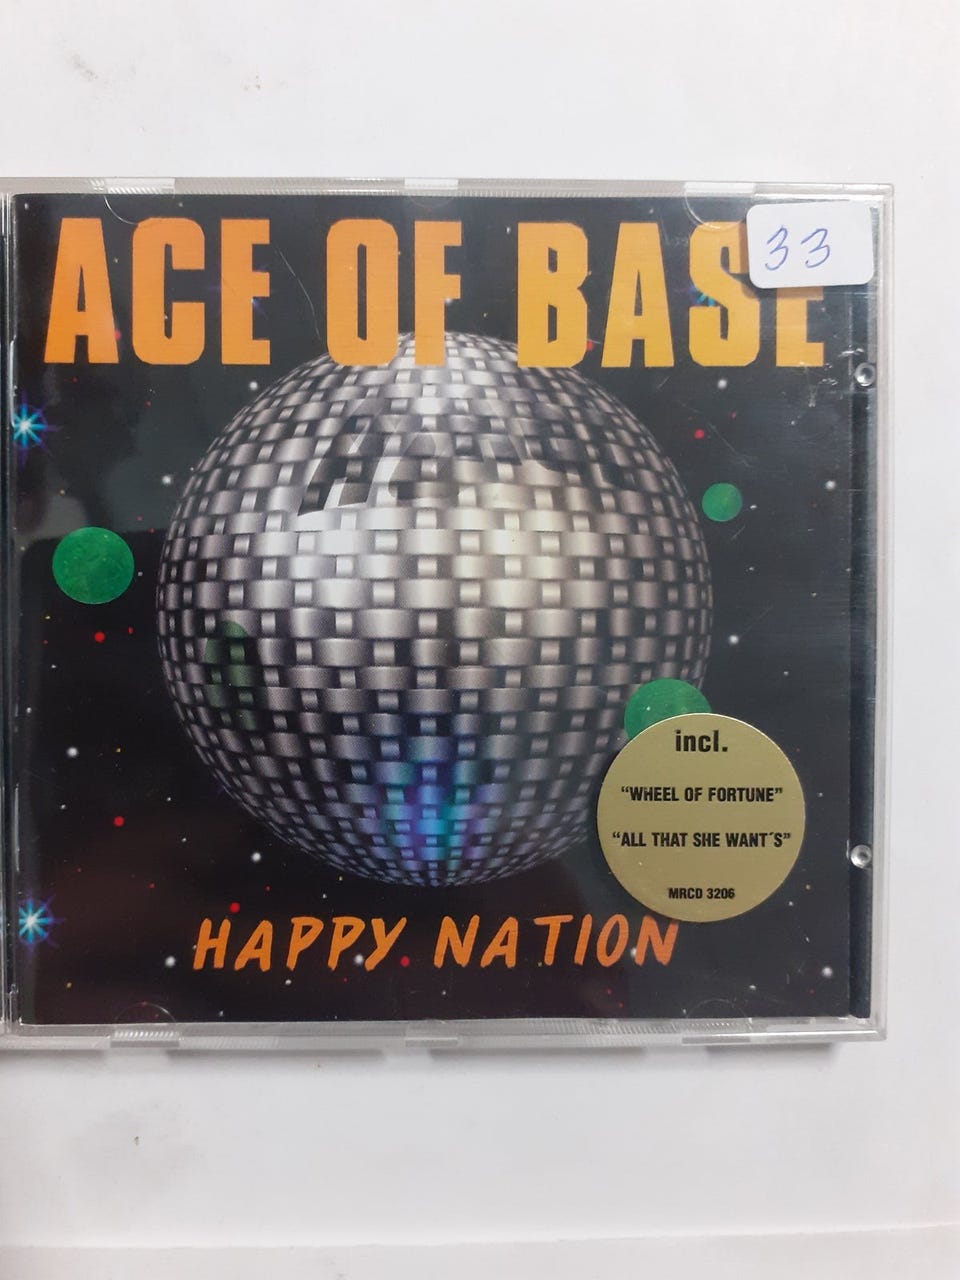 ACE OF BASE
33
incl.
"WHEEL OF FORTUNE"
"ALL THAT SHE WANT´S"
MRCD 3206
HAPPY NATION